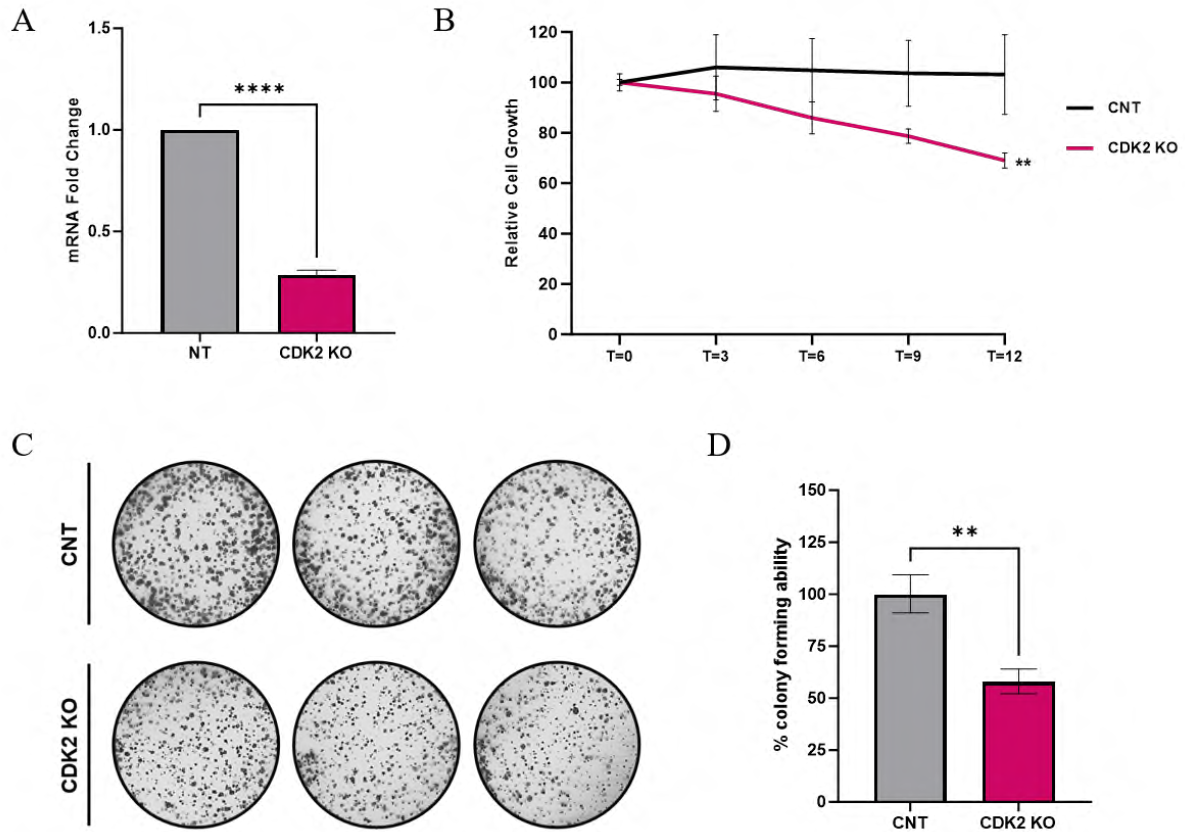 A
1.5
1.0
0.5
0.0
mRNA Fold Change
****
NT
CDK2 KO
B
120
100
80
60
40
20
0
Relative Cell Growth
T=0
T=3
T=6
T=9
T=12
**
CNT
CDK2 KO
C
CNT
CDK2 KO
D
150
125
100
75
50
25
0
% colony forming ability
**
CNT
CDK2 KO